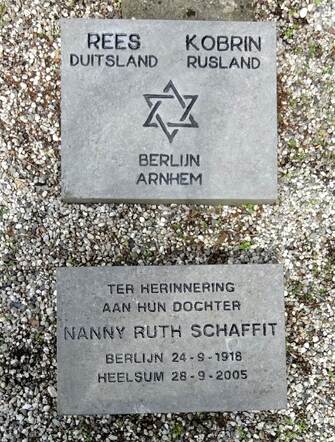 REES KOBRIN
DUITSLAND RUSLAND
BERLIJN
ARNHEM
TER HERINNERING
AAN HUN DOCHTER
NANNY RUTH SCHAFFIT
BERLIJN 24-9-1918
HEELSUM 28-9-2005